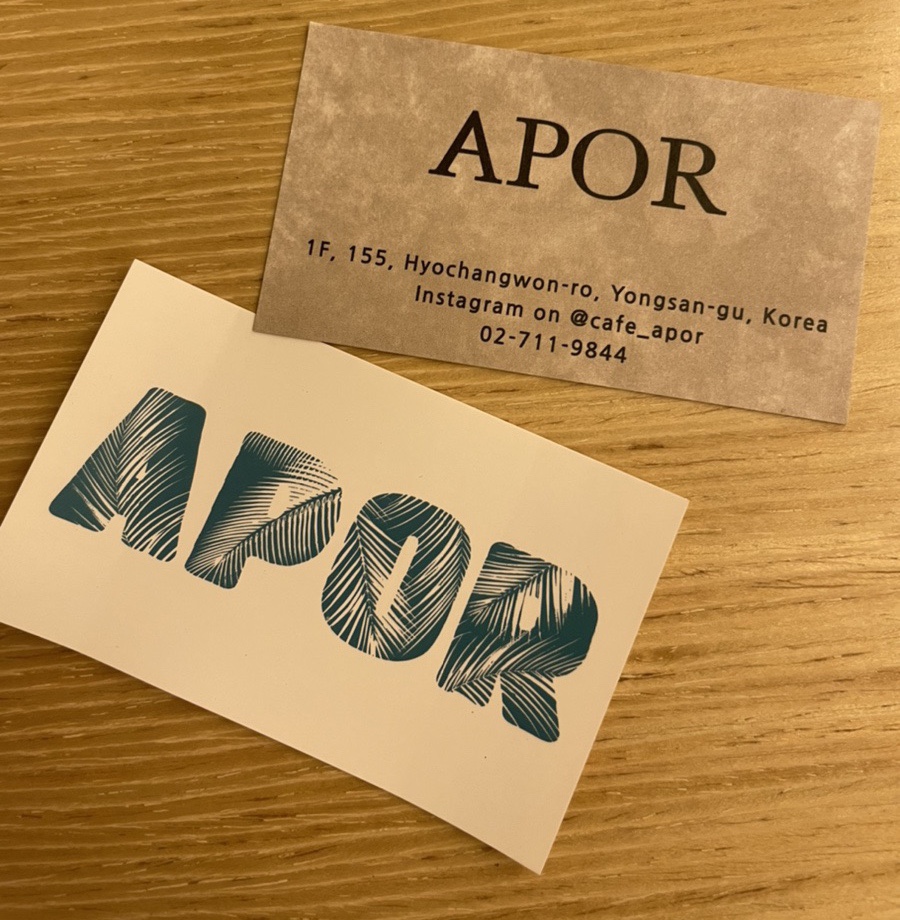 APOR
1F, 155, Hyochangwon-ro, Yongsan-gu, Korea
Instagram on @cafe_apor
02-711-9844
APOR